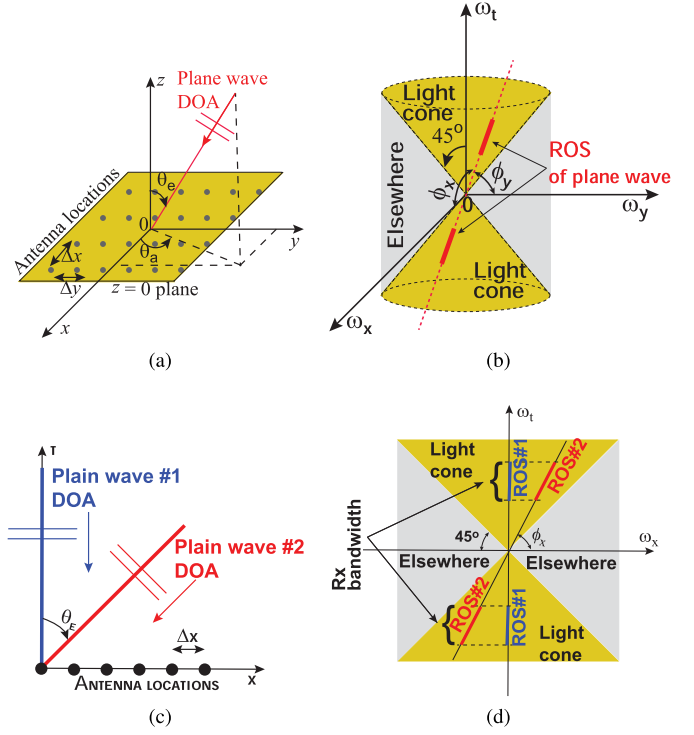 z
Plane wave
DOA
θe
Antenna locations
0
θa
y
Δx
Δy
z = 0 plane
x
(a)
ωt
Light
cone
45o
Elsewhere
ROS
of plane wave
ϕx
ϕy
0
ωy
Light
cone
ωx
(b)
T
Plain wave #1
DOA
Plain wave #2
DOA
θE
Δx
ANTENNA LOCATIONS
x
(c)
ωt
Light
cone
{
ROS#1
ROS#2
45o
ϕx
ωx
Rx
bandwidth
Elsewhere
Elsewhere
{
ROS#2
ROS#1
Light
cone
(d)